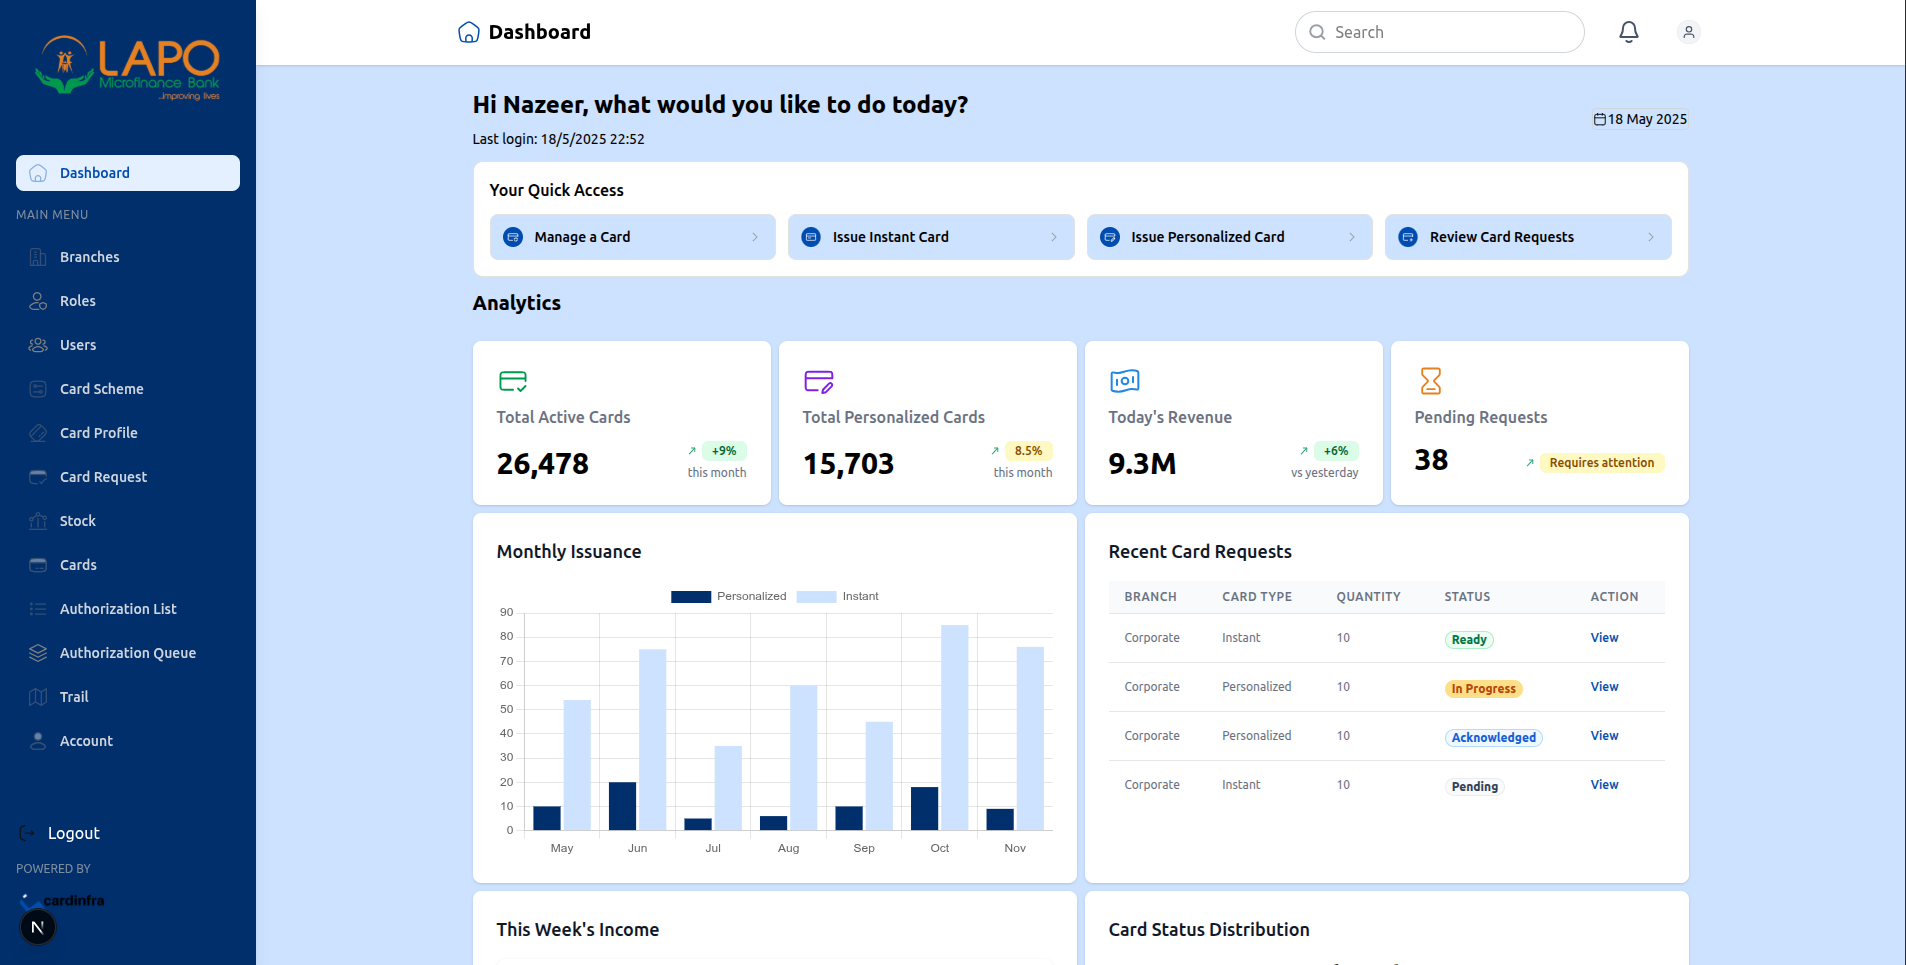 LAPO
Microfinance Bank
...improving lives
Dashboard
MAIN MENU
Branches
Roles
Users
Card Scheme
Card Profile
Card Request
Stock
Cards
Authorization List
Authorization Queue
Trail
Account
Logout
POWERED BY
cardinfra
N
Dashboard
Search
Hi Nazeer, what would you like to do today?
Last login: 18/5/2025 22:52
18 May 2025
Your Quick Access
Manage a Card
Issue Instant Card
Issue Personalized Card
Review Card Requests
Analytics
Total Active Cards
26,478
+9%
this month
Total Personalized Cards
15,703
8.5%
this month
Today's Revenue
9.3M
+6%
vs yesterday
Pending Requests
38
Requires attention
Monthly Issuance
Personalized Instant
90
80
70
60
50
40
30
20
10
0
May Jun Jul Aug Sep Oct Nov
Recent Card Requests
BRANCH CARD TYPE QUANTITY STATUS ACTION
Corporate Instant 10 Ready View
Corporate Personalized 10 In Progress View
Corporate Personalized 10 Acknowledged View
Corporate Instant 10 Pending View
This Week's Income
Card Status Distribution